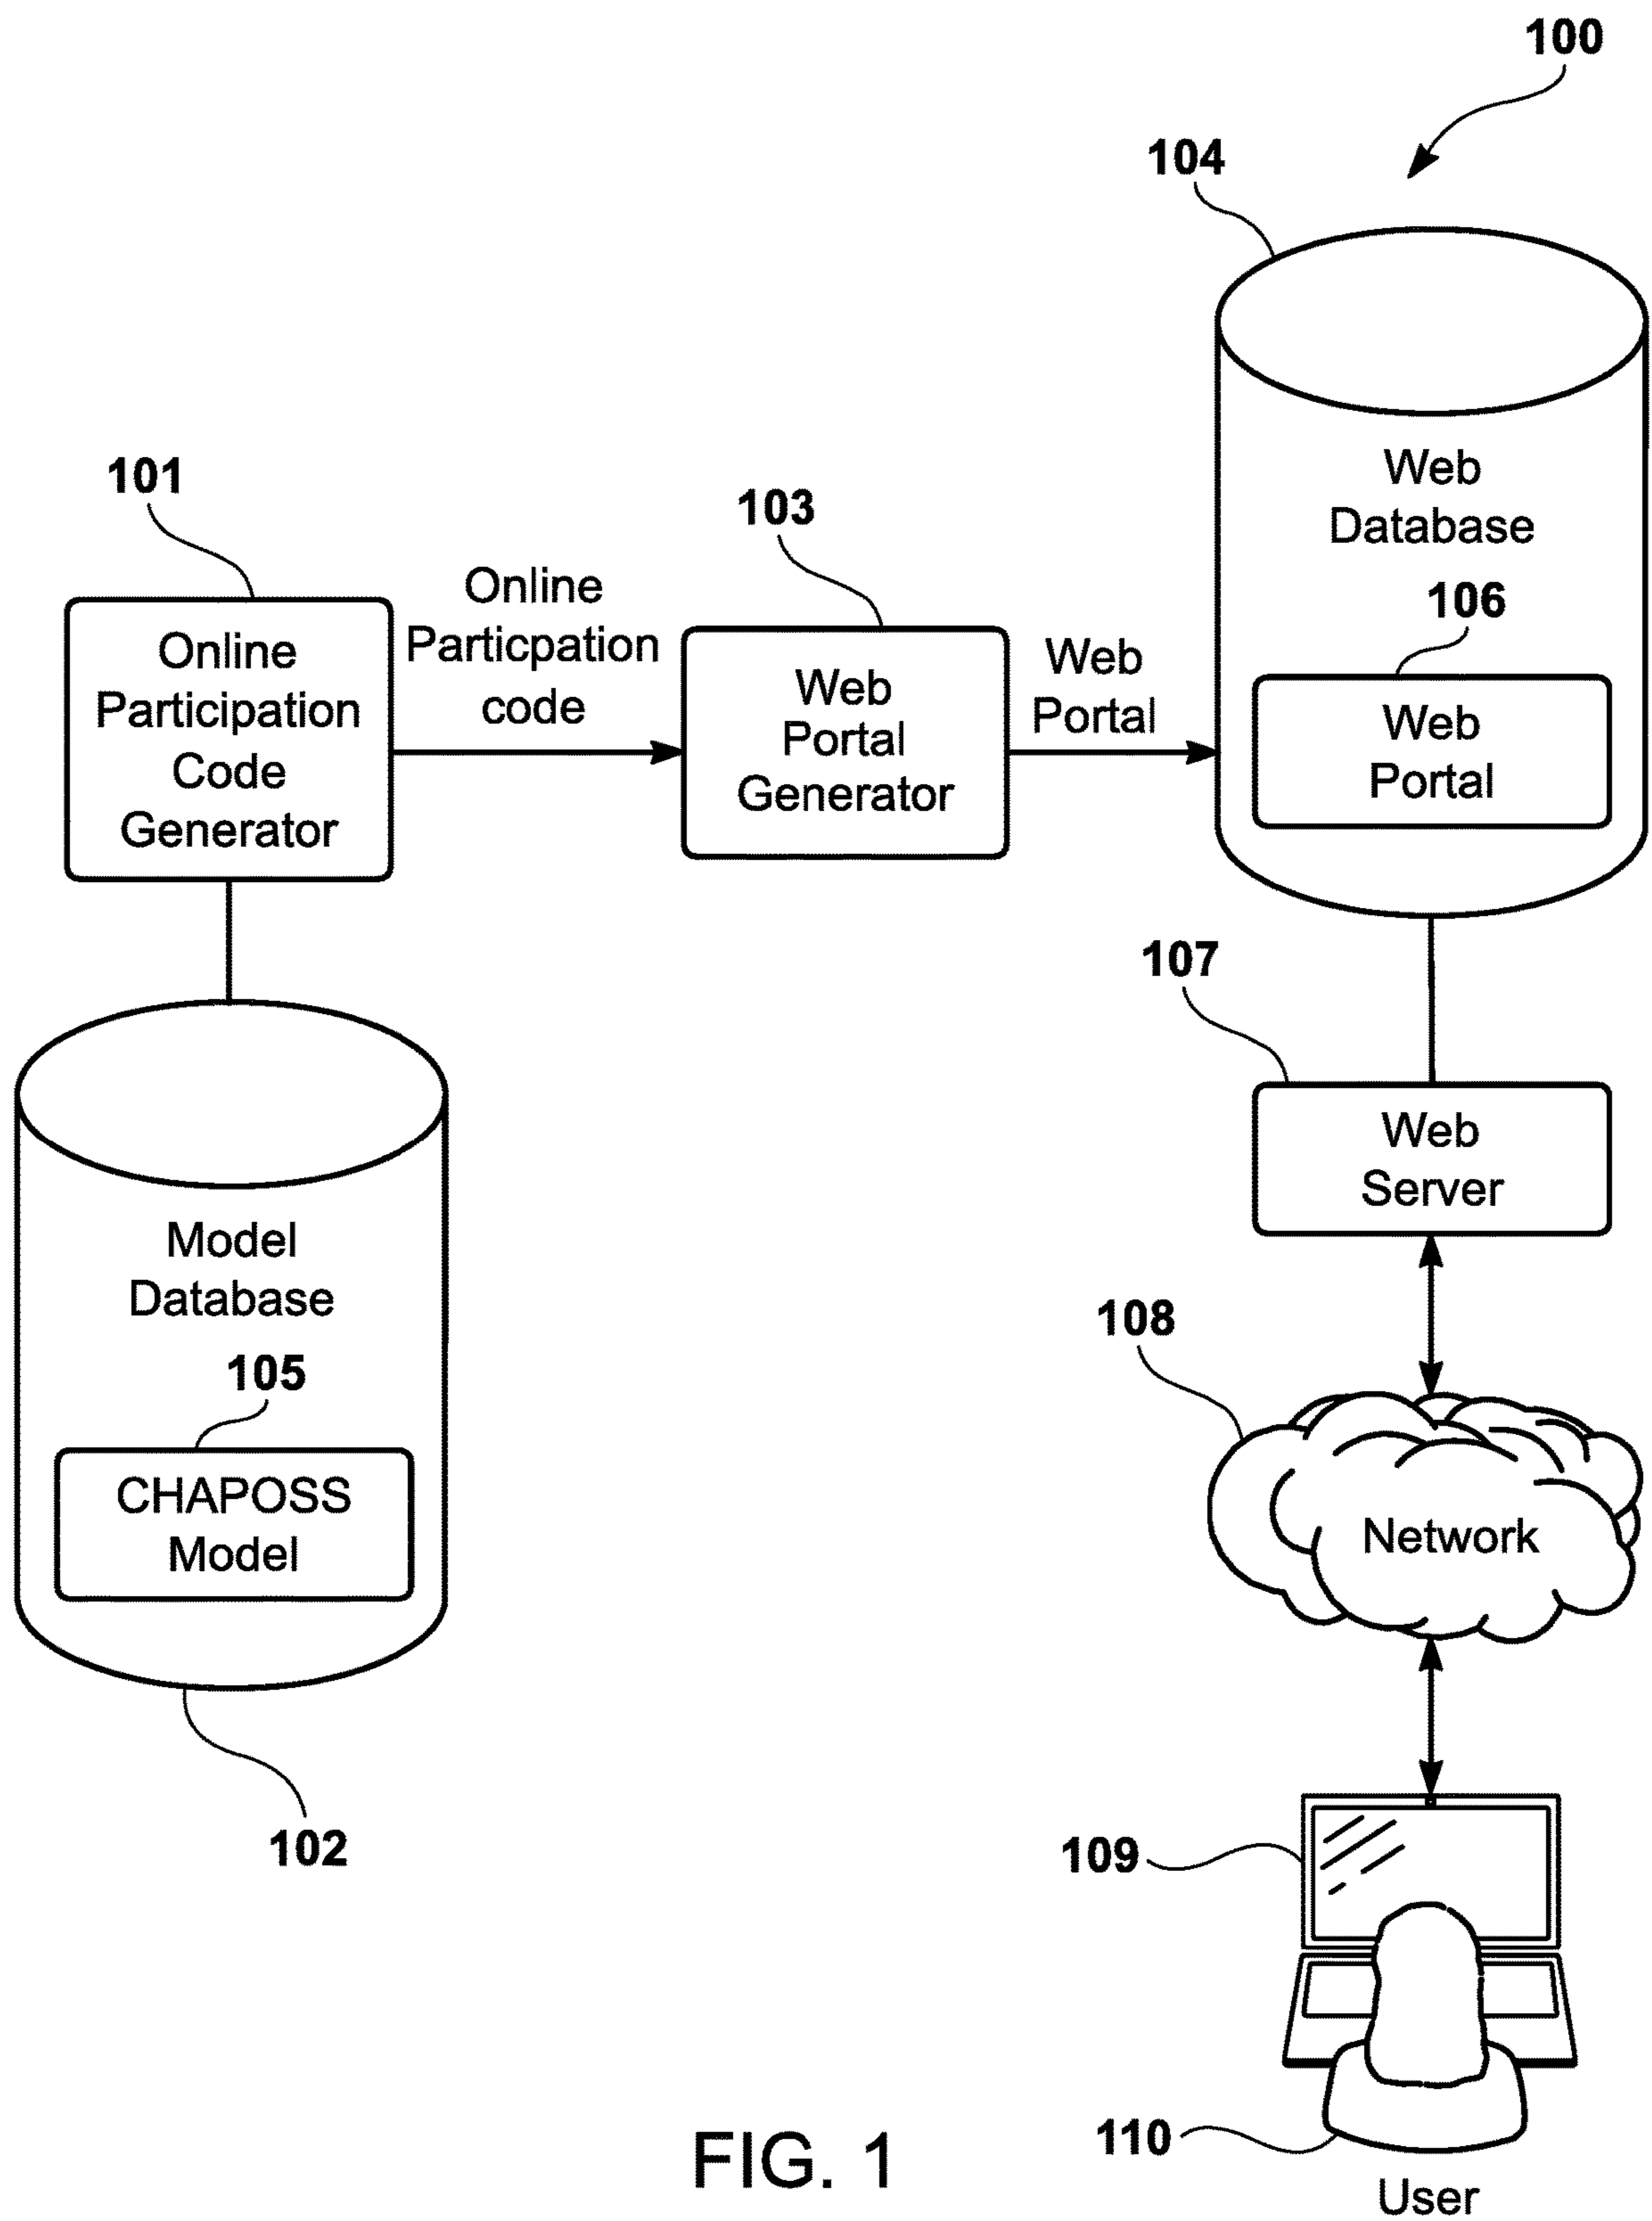 100
104
Web
Database
106
Web
Portal
101
Online
Participation
Code
Generator
Online
Particpation
code
103
Web
Portal
Generator
Web
Portal
107
Web
Server
Model
Database
105
CHAPOSS
Model
102
108
Network
109
110
User
FIG. 1